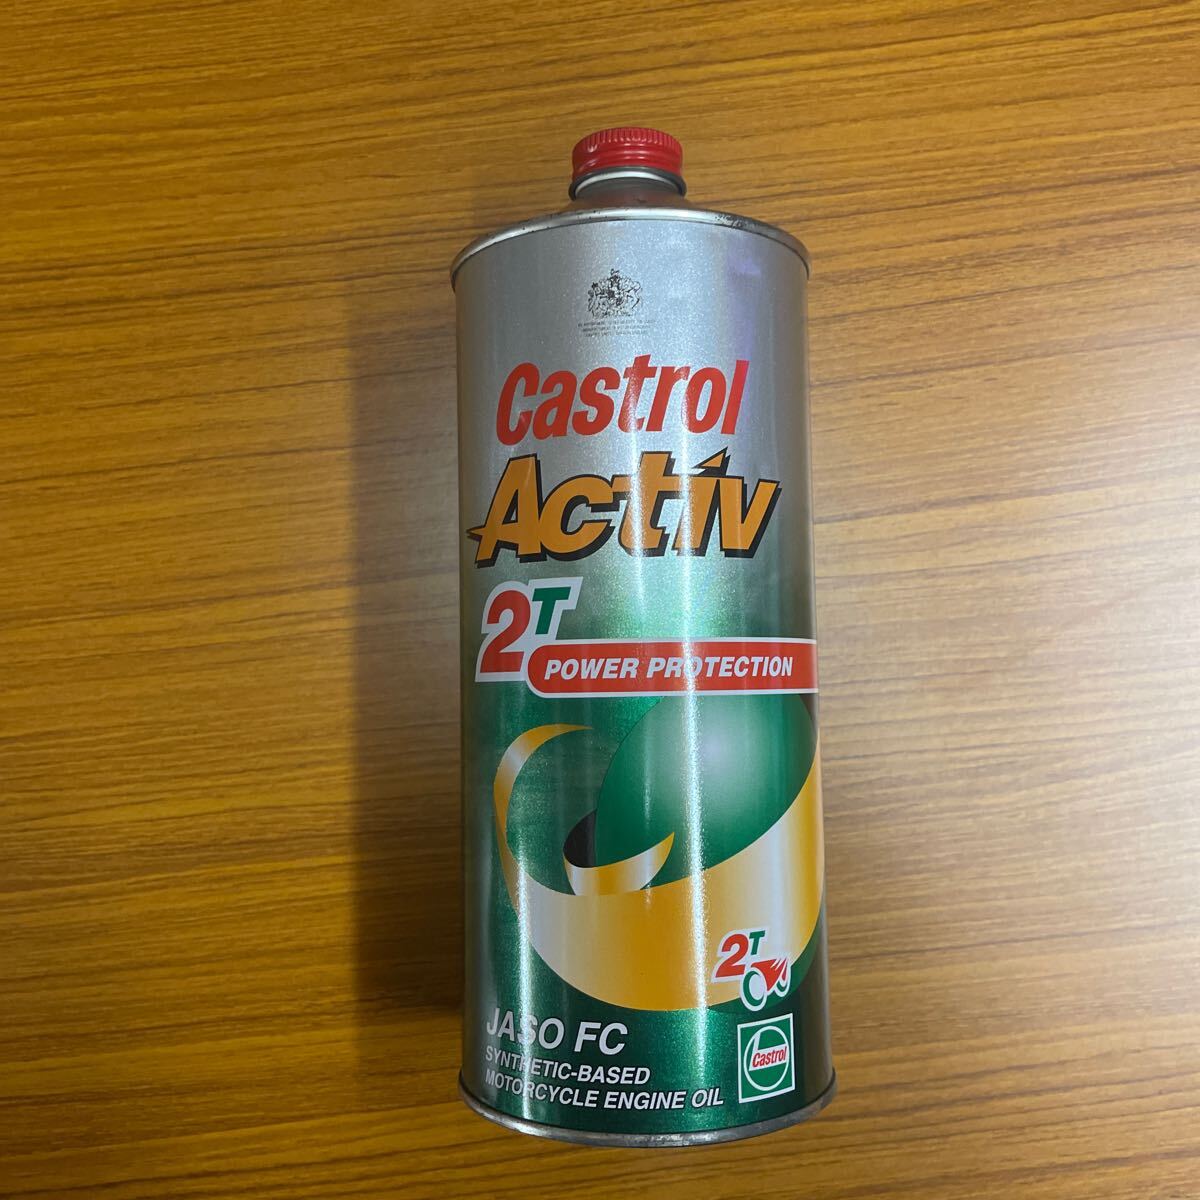 Castrol
Activ
2T
POWER PROTECTION
2T
JASO FC
SYNTHETIC-BASED
MOTORCYCLE ENGINE OIL
Castrol